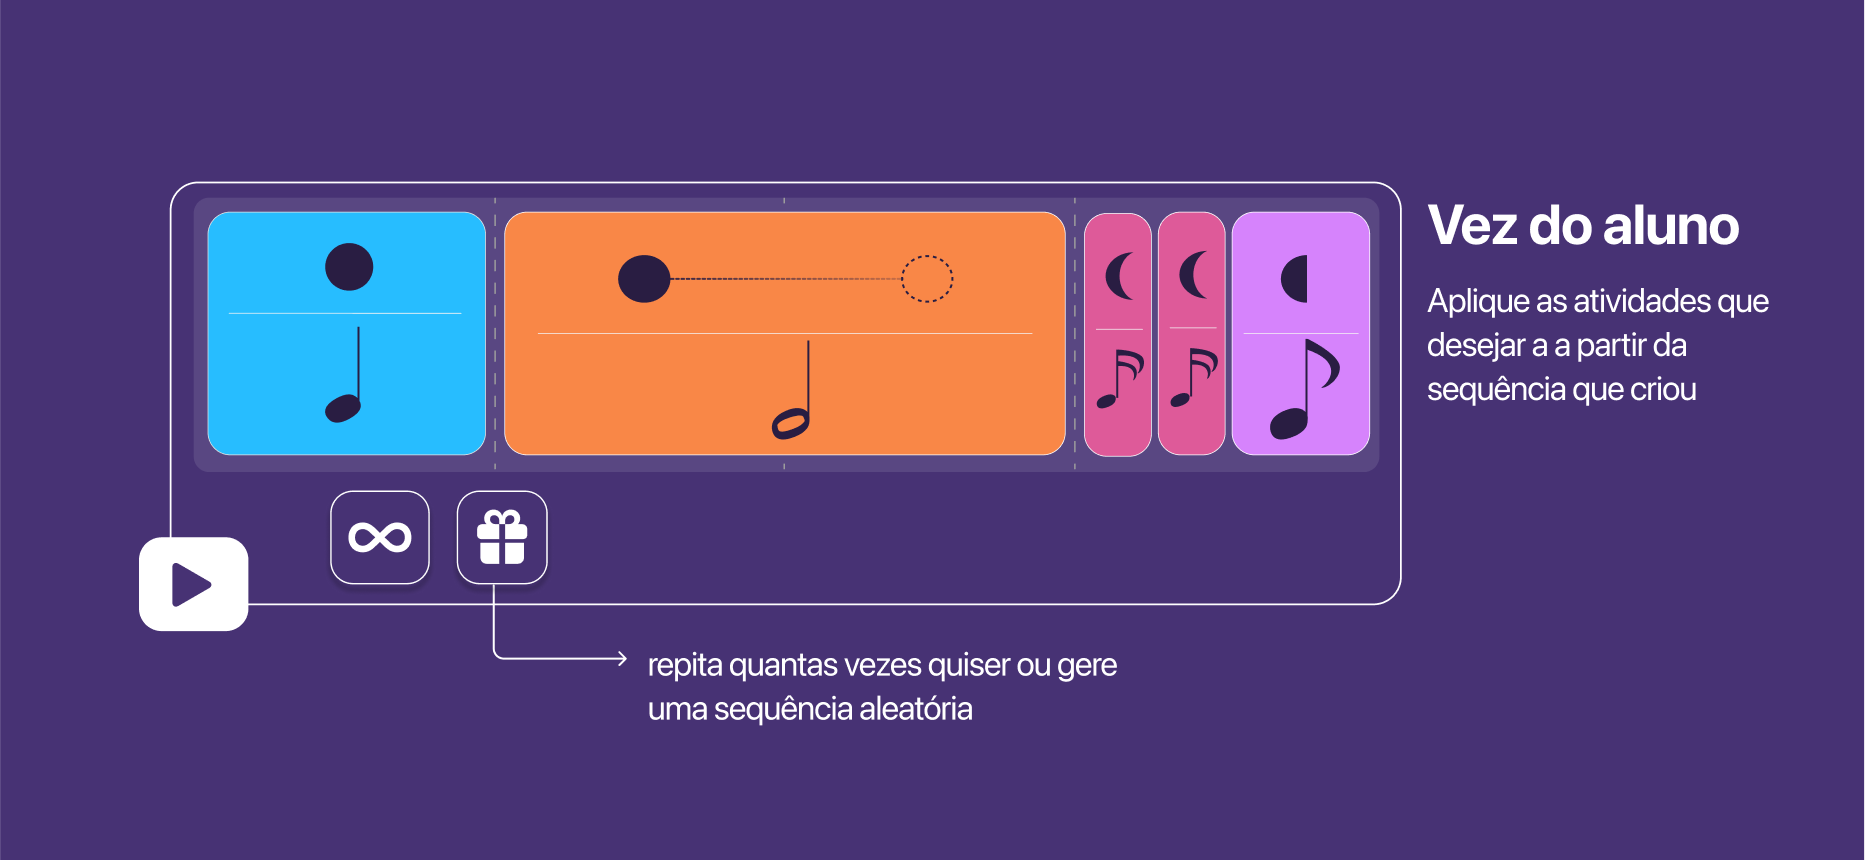 Vez do aluno
Aplique as atividades que
desejar a a partir da
sequência que criou
repita quantas vezes quiser ou gere
uma sequência aleatória